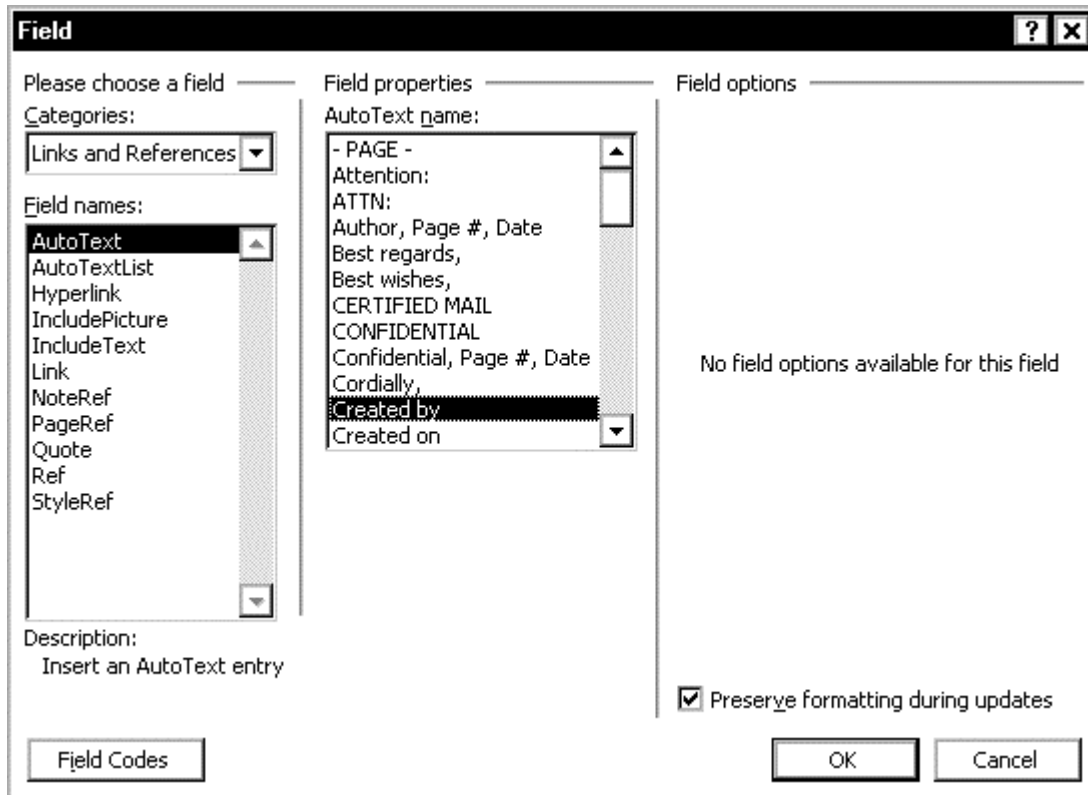 Field
Please choose a field
Categories:
Links and References
Field names:
AutoText
AutoTextList
Hyperlink
IncludePicture
IncludeText
Link
NoteRef
PageRef
Quote
Ref
StyleRef
Description:
Insert an AutoText entry
Field properties
AutoText name:
- PAGE -
Attention:
ATTN:
Author, Page #, Date
Best regards,
Best wishes,
CERTIFIED MAIL
CONFIDENTIAL
Confidential, Page #, Date
Cordially,
Created by
Created on
Field options
No field options available for this field
Preserve formatting during updates
Field Codes
OK
Cancel